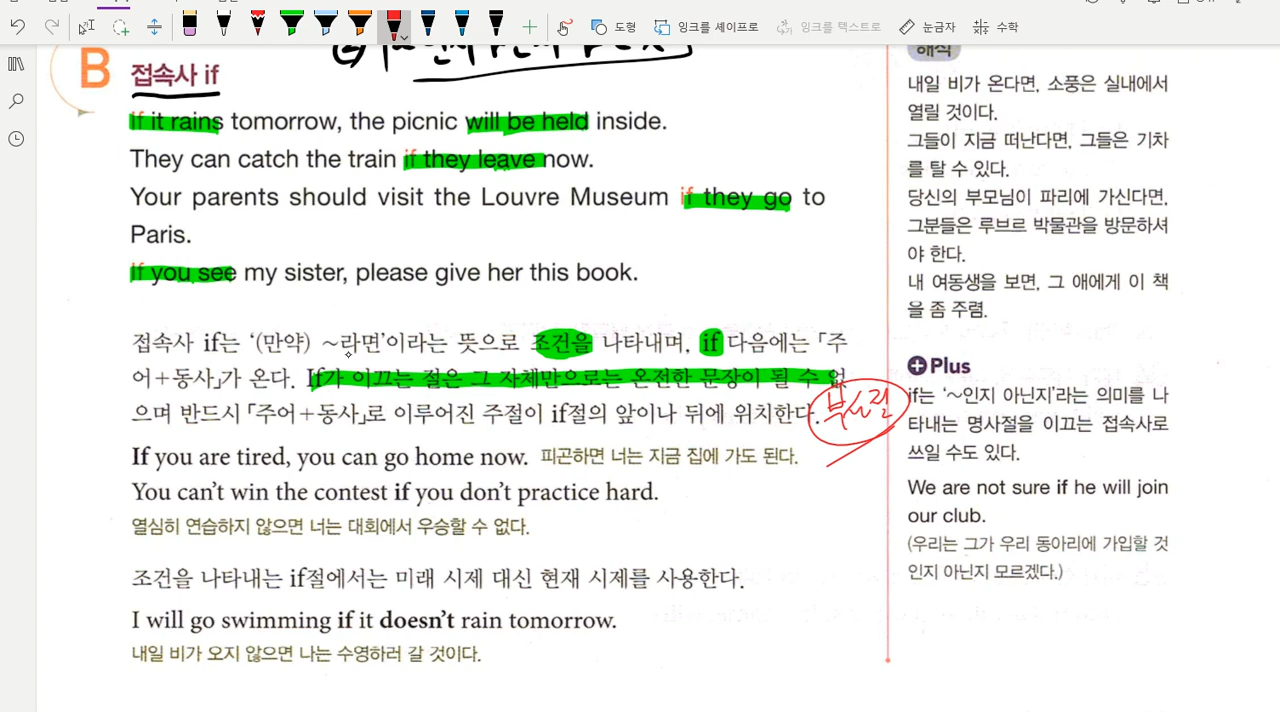 도형
잉크를 셰이프로
잉크를 텍스트로
눈금자
수학
B 접속사 if
If it rains tomorrow, the picnic will be held inside.
They can catch the train if they leave now.
Your parents should visit the Louvre Museum if they go to
Paris.
If you see my sister, please give her this book.
접속사 if는 ‘(만약) ~라면’이라는 뜻으로 조건을 나타내며, if 다음에는 「주
어+동사」가 온다. If가 이끄는 절은 그 자체만으로는 온전한 문장이 될 수 없
으며 반드시 「주어+동사」로 이루어진 주절이 if절의 앞이나 뒤에 위치한다.
부사절
If you are tired, you can go home now. 피곤하면 너는 지금 집에 가도 된다.
You can’t win the contest if you don’t practice hard.
열심히 연습하지 않으면 너는 대회에서 우승할 수 없다.
조건을 나타내는 if절에서는 미래 시제 대신 현재 시제를 사용한다.
I will go swimming if it doesn’t rain tomorrow.
내일 비가 오지 않으면 나는 수영하러 갈 것이다.
해석
내일 비가 온다면, 소풍은 실내에서
열릴 것이다.
그들이 지금 떠난다면, 그들은 기차
를 탈 수 있다.
당신의 부모님이 파리에 가신다면,
그분들은 루브르 박물관을 방문하셔
야 한다.
내 여동생을 보면, 그 애에게 이 책
을 좀 주렴.
Plus
if는 ‘~인지 아닌지’라는 의미를 나
타내는 명사절을 이끄는 접속사로
쓰일 수도 있다.
We are not sure if he will join
our club.
(우리는 그가 우리 동아리에 가입할 것
인지 아닌지 모르겠다.)